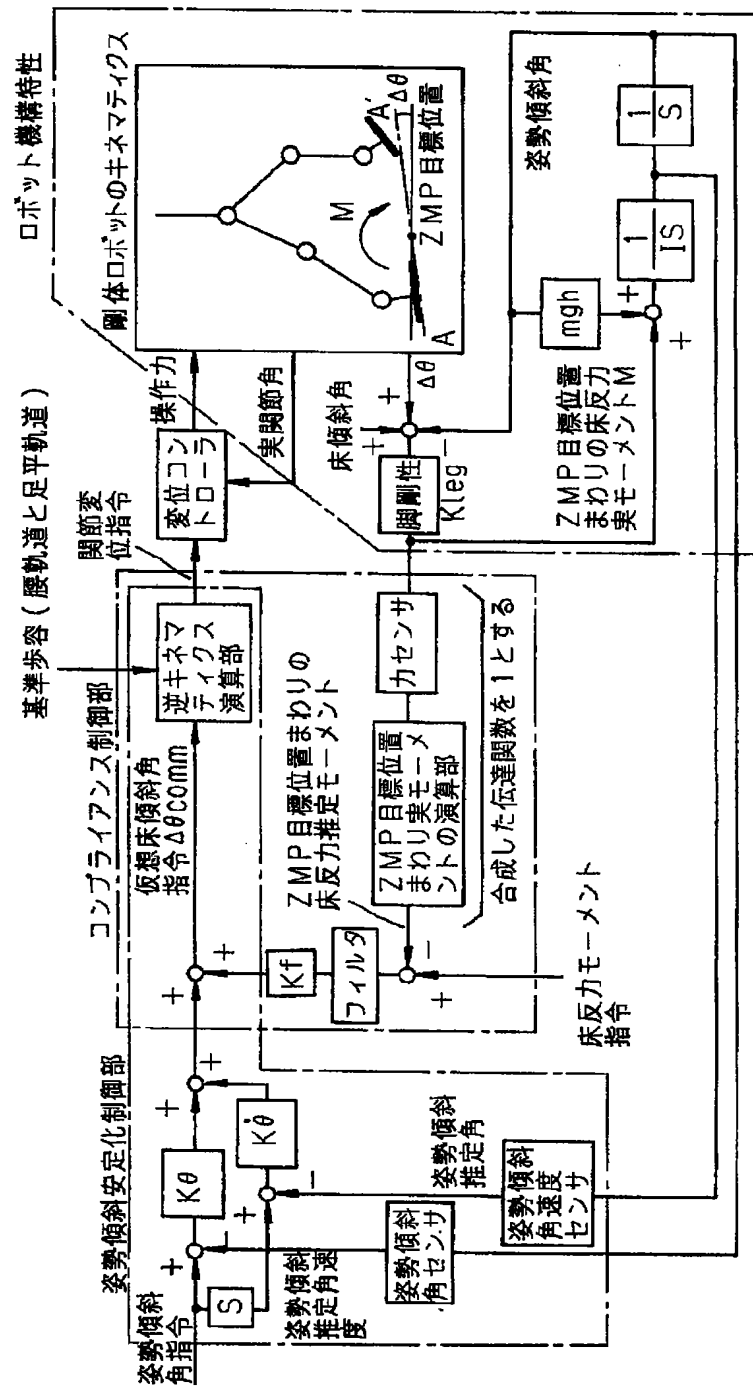 姿勢傾斜
角指令
姿勢傾斜安定化制御部
Kθ
S
Kθ̇
+
−
+
−
+
+
姿勢傾斜
推定角速
度
姿勢傾斜
推定角
姿勢傾斜
角センサ
姿勢傾斜
角速度
センサ
コンプライアンス制御部
仮想床傾斜角
指令Δθcomm
+
+
Kf
フィルタ
+
−
床反力モーメント
指令
ZMP目標位置まわりの
床反力推定モーメント
ZMP目標位置
まわり実モーメ
ントの演算部
力センサ
合成した伝達関数を1とする
基準歩容(腰軌道と足平軌道)
逆キネマ
ティクス
演算部
関節変
位指令
変位コン
トローラ
操作力
実関節角
ロボット機構特性
剛体ロボットのキネマティクス
M
A
A'
Δθ
ZMP目標位置
Δθ
床傾斜角
+
+
−
脚剛性
Kleg
姿勢傾斜角
mgh
+
+
1
IS
1
S
ZMP目標位置
まわりの床反力
実モーメントM